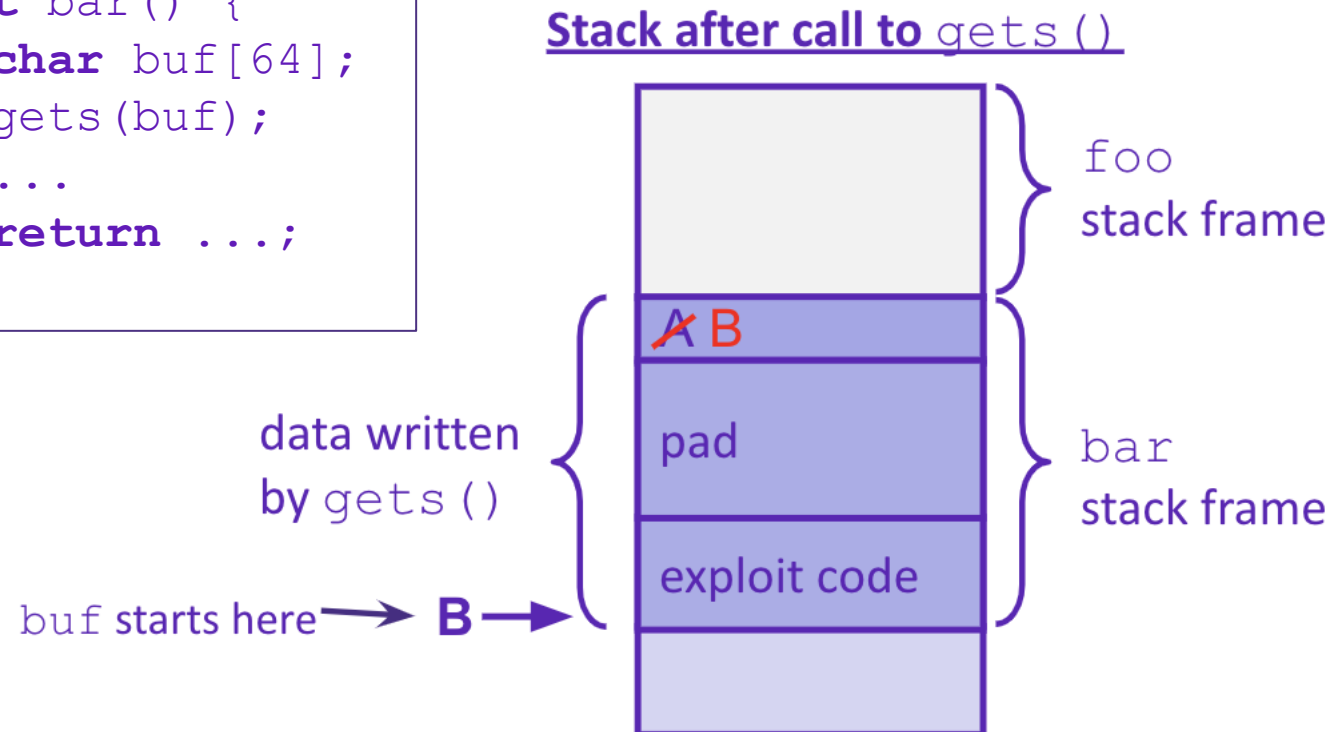 t bar() {
char buf[64];
gets(buf);
...
return ...;
Stack after call to gets()
foo
stack frame
A B
data written
by gets()
pad
bar
stack frame
exploit code
buf starts here B